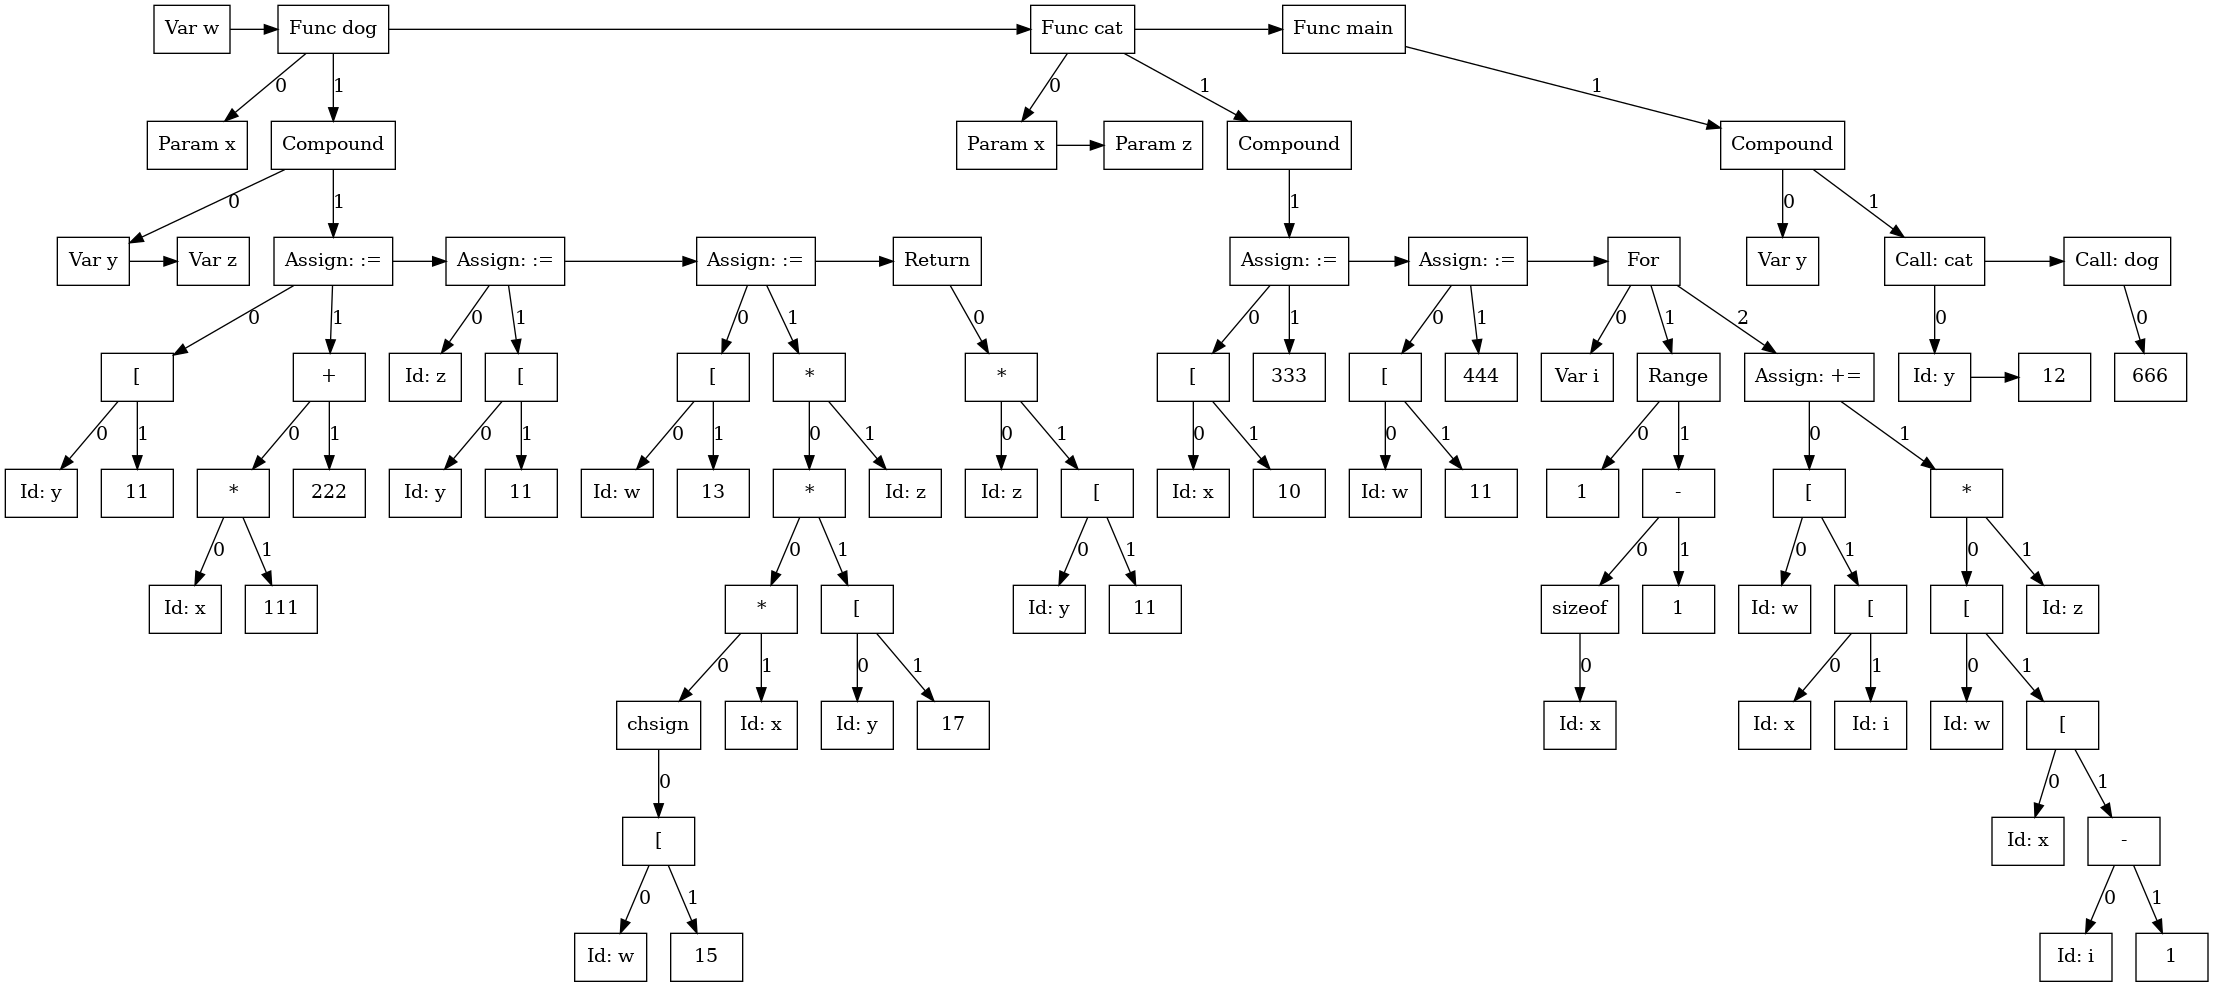 Var w Func dog Func cat Func main
0 1 0 1 1
Param x Compound Param x Param z Compound Compound
0 1 1 0 1
Var y Var z Assign: := Assign: := Assign: := Return Assign: := Assign: := For Var y Call: cat Call: dog
0 1 0 1 0 1 0 0 1 0 1 0 1 2 0 0
[ + Id: z [ [ * * [ 333 [ 444 Var i Range Assign: += Id: y 12 666
0 1 0 1 0 1 0 1 0 1 0 1 0 1 0 1 0 1 0 1
Id: y 11 * 222 Id: y 11 Id: w 13 * Id: z Id: z [ Id: x 10 Id: w 11 1 - [ *
0 1 0 1 0 1 0 1 0 1 0 1
Id: x 111 * [ Id: y 11 sizeof 1 Id: w [ [ Id: z
0 1 0 1 0 0 1 0 1
chsign Id: x Id: y 17 Id: x Id: x Id: i Id: w [
0 0 1
[ Id: x -
0 1 0 1
Id: w 15 Id: i 1